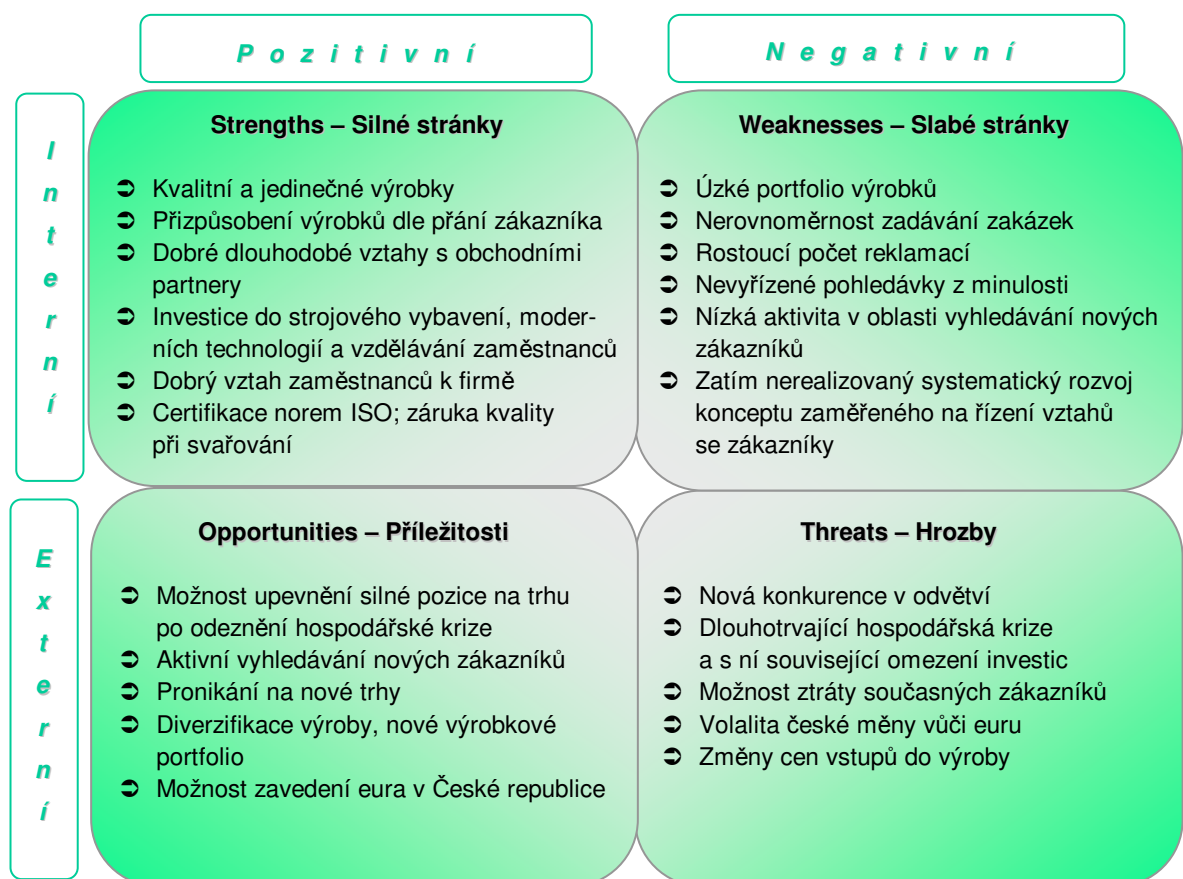 Pozitivní
Negativní
Interní
Strengths – Silné stránky
Kvalitní a jedinečné výrobky
Přizpůsobení výrobků dle přání zákazníka
Dobré dlouhodobé vztahy s obchodními
partnery
Investice do strojového vybavení, moder-
ních technologií a vzdělávání zaměstnanců
Dobrý vztah zaměstnanců k firmě
Certifikace norem ISO; záruka kvality
při svařování
Weaknesses – Slabé stránky
Úzké portfolio výrobků
Nerovnoměrnost zadávání zakázek
Rostoucí počet reklamací
Nevyřízené pohledávky z minulosti
Nízká aktivita v oblasti vyhledávání nových
zákazníků
Zatím nerealizovaný systematický rozvoj
konceptu zaměřeného na řízení vztahů
se zákazníky
Externí
Opportunities – Příležitosti
Možnost upevnění silné pozice na trhu
po odeznění hospodářské krize
Aktivní vyhledávání nových zákazníků
Pronikání na nové trhy
Diverzifikace výroby, nové výrobkové
portfolio
Možnost zavedení eura v České republice
Threats – Hrozby
Nová konkurence v odvětví
Dlouhotrvající hospodářská krize
a s ní související omezení investic
Možnost ztráty současných zákazníků
Volalita české měny vůči euru
Změny cen vstupů do výroby